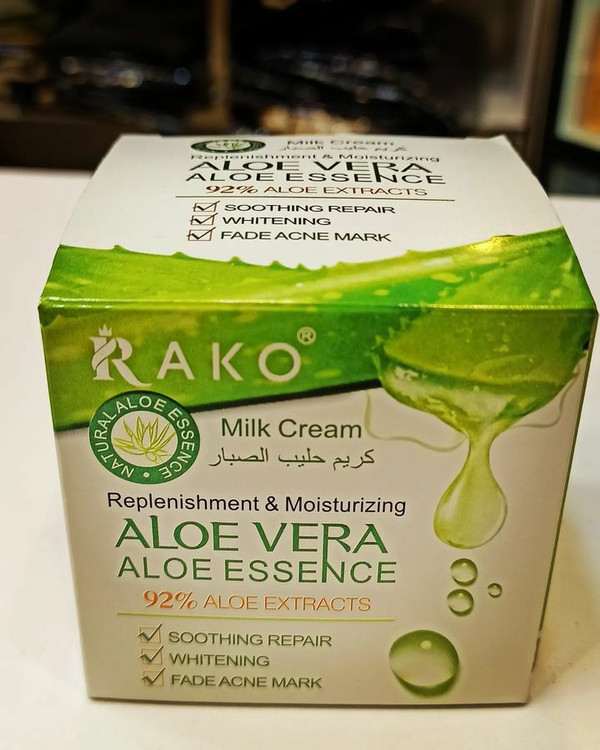 Milk Cream
كريم حليب الصبار
Replenishment & Moisturizing
ALOE VERA
ALOE ESSENCE
92% ALOE EXTRACTS
SOOTHING REPAIR
WHITENING
FADE ACNE MARK
RAKO®
NATURAL ALOE ESSENCE
Milk Cream
كريم حليب الصبار
Replenishment & Moisturizing
ALOE VERA
ALOE ESSENCE
92% ALOE EXTRACTS
SOOTHING REPAIR
WHITENING
FADE ACNE MARK